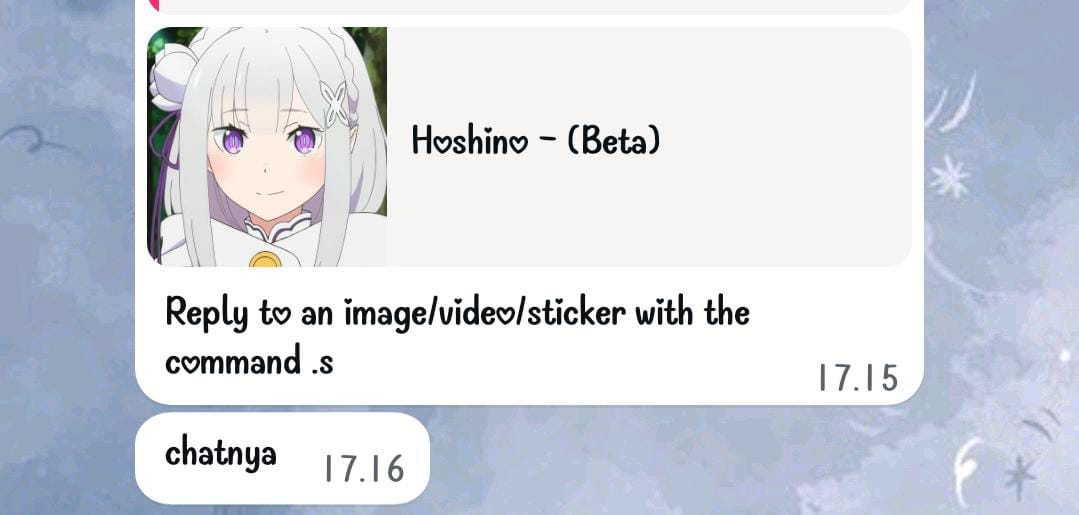 Hoshino - (Beta)
Reply to an image/video/sticker with the
command .s
17.15
chatnya
17.16